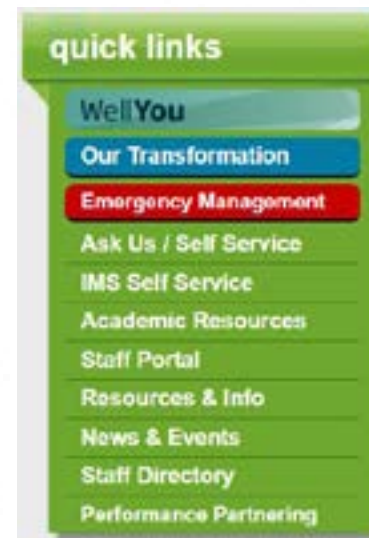 quick links
WellYou
Our Transformation
Emergency Management
Ask Us / Self Service
IMS Self Service
Academic Resources
Staff Portal
Resources & Info
News & Events
Staff Directory
Performance Partnering